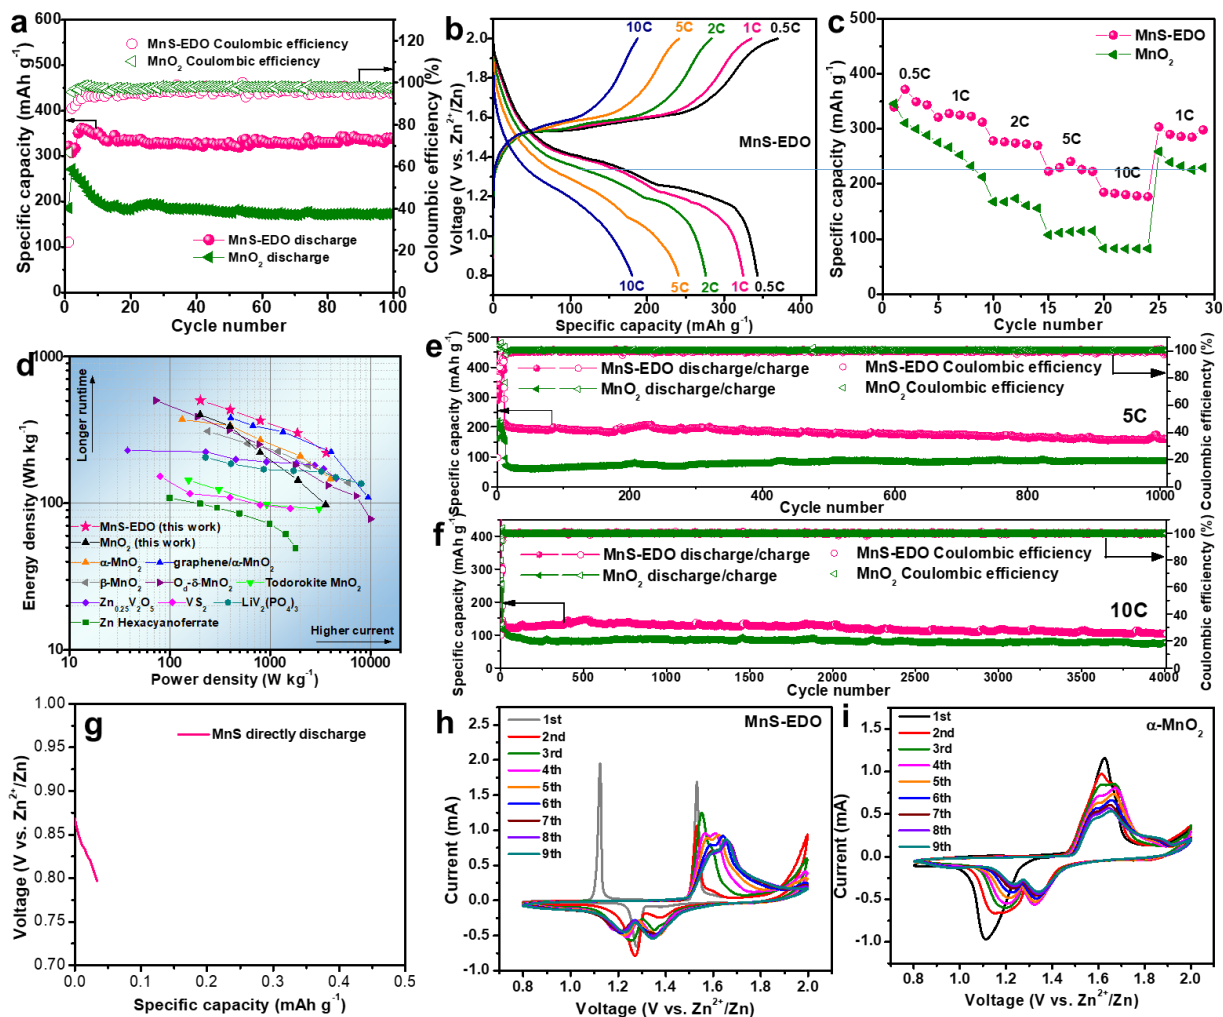 a
MnS-EDO Coulombic efficiency
MnO2 Coulombic efficiency
MnS-EDO discharge
MnO2 discharge
Specific capacity (mAh g-1)
Coloumbic efficiency (%)
Cycle number
600
500
400
300
200
100
0
0 20 40 60 80 100
120
100
80
60
40
20
0
b
10C 5C 2C 1C 0.5C
MnS-EDO
10C 5C 2C 1C 0.5C
Voltage (V vs. Zn2+/Zn)
2.0
1.8
1.6
1.4
1.2
1.0
0.8
0 100 200 300 400
Specific capacity (mAh g-1)
c
MnS-EDO
MnO2
0.5C
1C
2C
5C
10C
1C
Specific capacity (mAh g-1)
500
400
300
200
100
0
0 5 10 15 20 25 30
Cycle number
d
Longer runtime
Energy density (Wh kg-1)
1000
100
10
MnS-EDO (this work)
MnO2 (this work)
α-MnO2 graphene/α-MnO2
β-MnO2 Od-δ-MnO2 Todorokite MnO2
Zn0.25V2O5 VS2 LiV2(PO4)3
Zn Hexacyanoferrate
Higher current
10 100 1000 10000
Power density (W kg-1)
e
MnS-EDO discharge/charge MnS-EDO Coulombic efficiency
MnO2 discharge/charge MnO2 Coulombic efficiency
5C
Specific capacity (mAh g-1)
Coulombic efficiency (%)
500
400
300
200
100
0
0 200 400 600 800 1000
100
80
60
40
20
0
f
MnS-EDO discharge/charge MnS-EDO Coulombic efficiency
MnO2 discharge/charge MnO2 Coulombic efficiency
10C
Specific capacity (mAh g-1)
Coulombic efficiency (%)
400
300
200
150
100
50
0
0 500 1000 1500 2000 2500 3000 3500 4000
Cycle number
100
80
60
40
20
0
g
MnS directly discharge
Voltage (V vs. Zn2+/Zn)
1.00
0.95
0.90
0.85
0.80
0.75
0.70
0.0 0.1 0.2 0.3 0.4 0.5
Specific capacity (mAh g-1)
h
MnS-EDO
1st
2nd
3rd
4th
5th
6th
7th
8th
9th
Current (mA)
2.5
2.0
1.5
1.0
0.5
0.0
-0.5
-1.0
0.8 1.0 1.2 1.4 1.6 1.8 2.0
Voltage (V vs. Zn2+/Zn)
i
α-MnO2
1st
2nd
3rd
4th
5th
6th
7th
8th
9th
Current (mA)
1.5
1.0
0.5
0.0
-0.5
-1.0
0.8 1.0 1.2 1.4 1.6 1.8 2.0
Voltage (V vs. Zn2+/Zn)